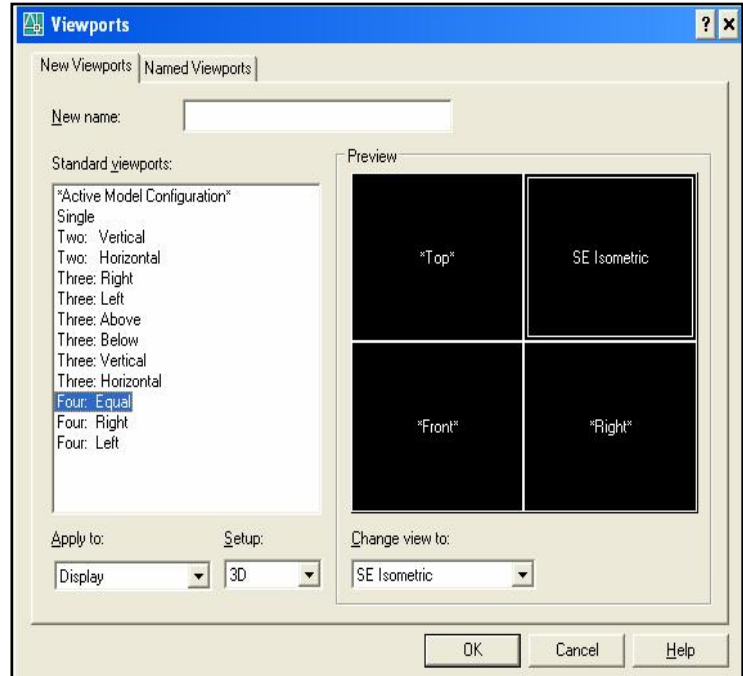 Viewports
New Viewports Named Viewports
New name:
Standard viewports:
*Active Model Configuration*
Single
Two: Vertical
Two: Horizontal
Three: Right
Three: Left
Three: Above
Three: Below
Three: Vertical
Three: Horizontal
Four: Equal
Four: Right
Four: Left
Preview
*Top* SE Isometric
*Front* *Right*
Apply to: Setup: Change view to:
Display 3D SE Isometric
OK Cancel Help